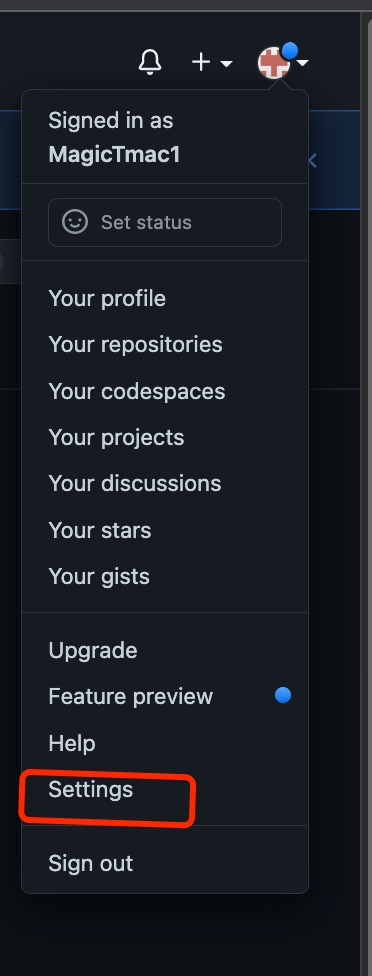 Signed in as
MagicTmac1
Set status
Your profile
Your repositories
Your codespaces
Your projects
Your discussions
Your stars
Your gists
Upgrade
Feature preview
Help
Settings
Sign out